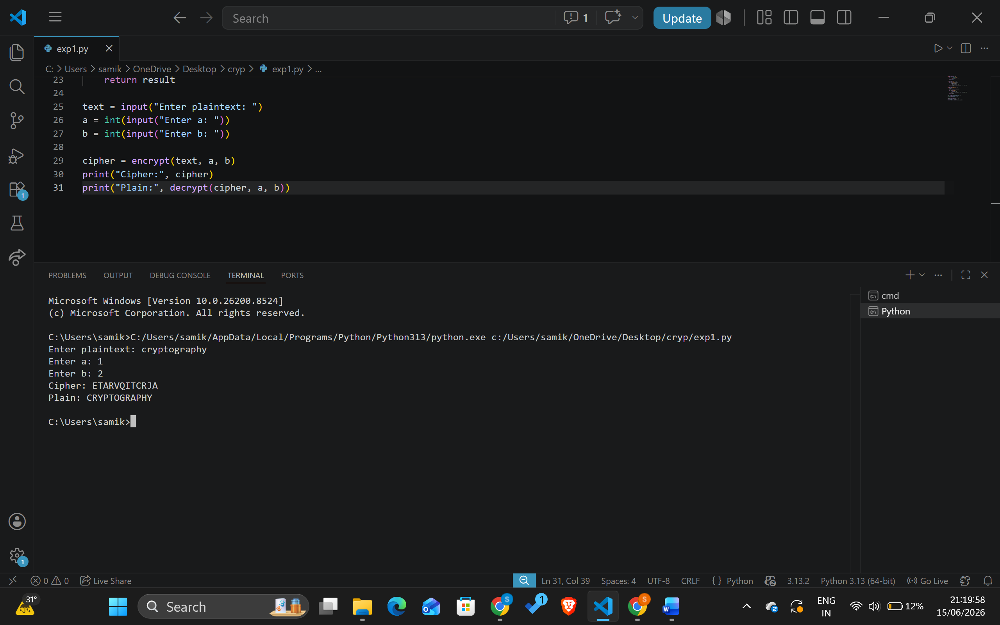 Search
1
Update
exp1.py
C: > Users > samik > OneDrive > Desktop > cryp > exp1.py > ...
23 return result
24
25 text = input("Enter plaintext: ")
26 a = int(input("Enter a: "))
27 b = int(input("Enter b: "))
28
29 cipher = encrypt(text, a, b)
30 print("Cipher:", cipher)
31 print("Plain:", decrypt(cipher, a, b))
1
PROBLEMS OUTPUT DEBUG CONSOLE TERMINAL PORTS
cmd
Python
Microsoft Windows [Version 10.0.26200.8524]
(c) Microsoft Corporation. All rights reserved.
C:\Users\samik>C:/Users/samik/AppData/Local/Programs/Python/Python313/python.exe c:/Users/samik/OneDrive/Desktop/cryp/exp1.py
Enter plaintext: cryptography
Enter a: 1
Enter b: 2
Cipher: ETARVQITCRJA
Plain: CRYPTOGRAPHY
C:\Users\samik>
1
0 0 Live Share Ln 31, Col 39 Spaces: 4 UTF-8 CRLF { } Python 3.13.2 Python 3.13 (64-bit) Go Live
31°
Search
S
1
S
ENG
IN
12%
21:19:58
15/06/2026